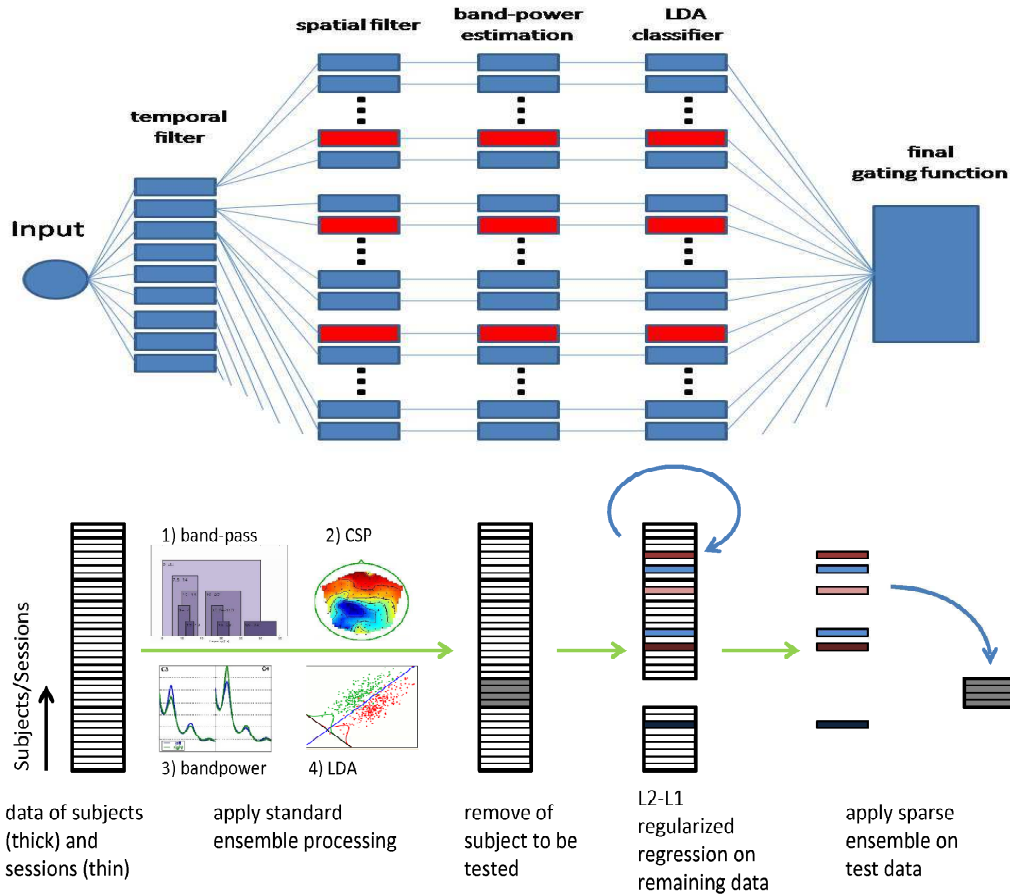 spatial filter
band-power
estimation
LDA
classifier
temporal
filter
final
gating function
Input
1) band-pass
2) CSP
C3
C4
3) bandpower
4) LDA
Subjects/Sessions
data of subjects
(thick) and
sessions (thin)
apply standard
ensemble processing
remove of
subject to be
tested
L2-L1
regularized
regression on
remaining data
apply sparse
ensemble on
test data